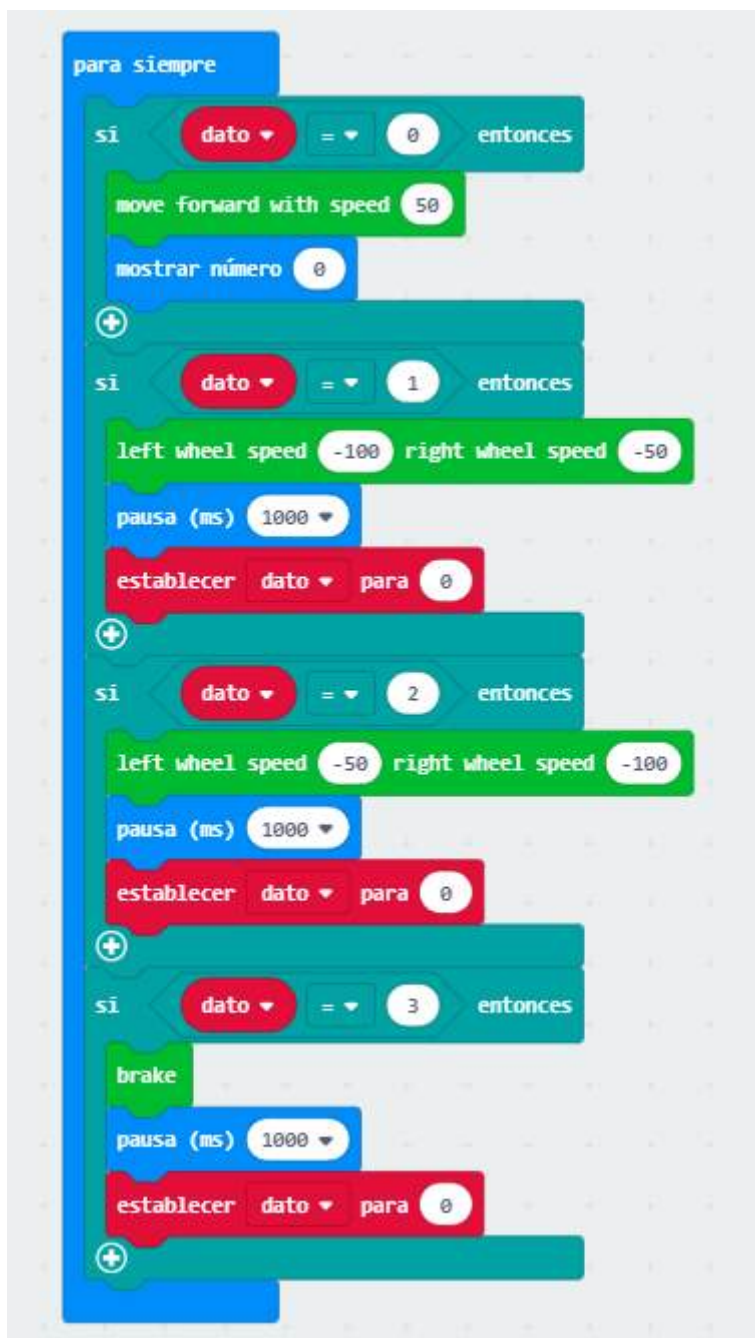 para siempre
si dato = 0 entonces
move forward with speed 50
mostrar número 0
si dato = 1 entonces
left wheel speed -100 right wheel speed -50
pausa (ms) 1000
establecer dato para 0
si dato = 2 entonces
left wheel speed -50 right wheel speed -100
pausa (ms) 1000
establecer dato para 0
si dato = 3 entonces
brake
pausa (ms) 1000
establecer dato para 0